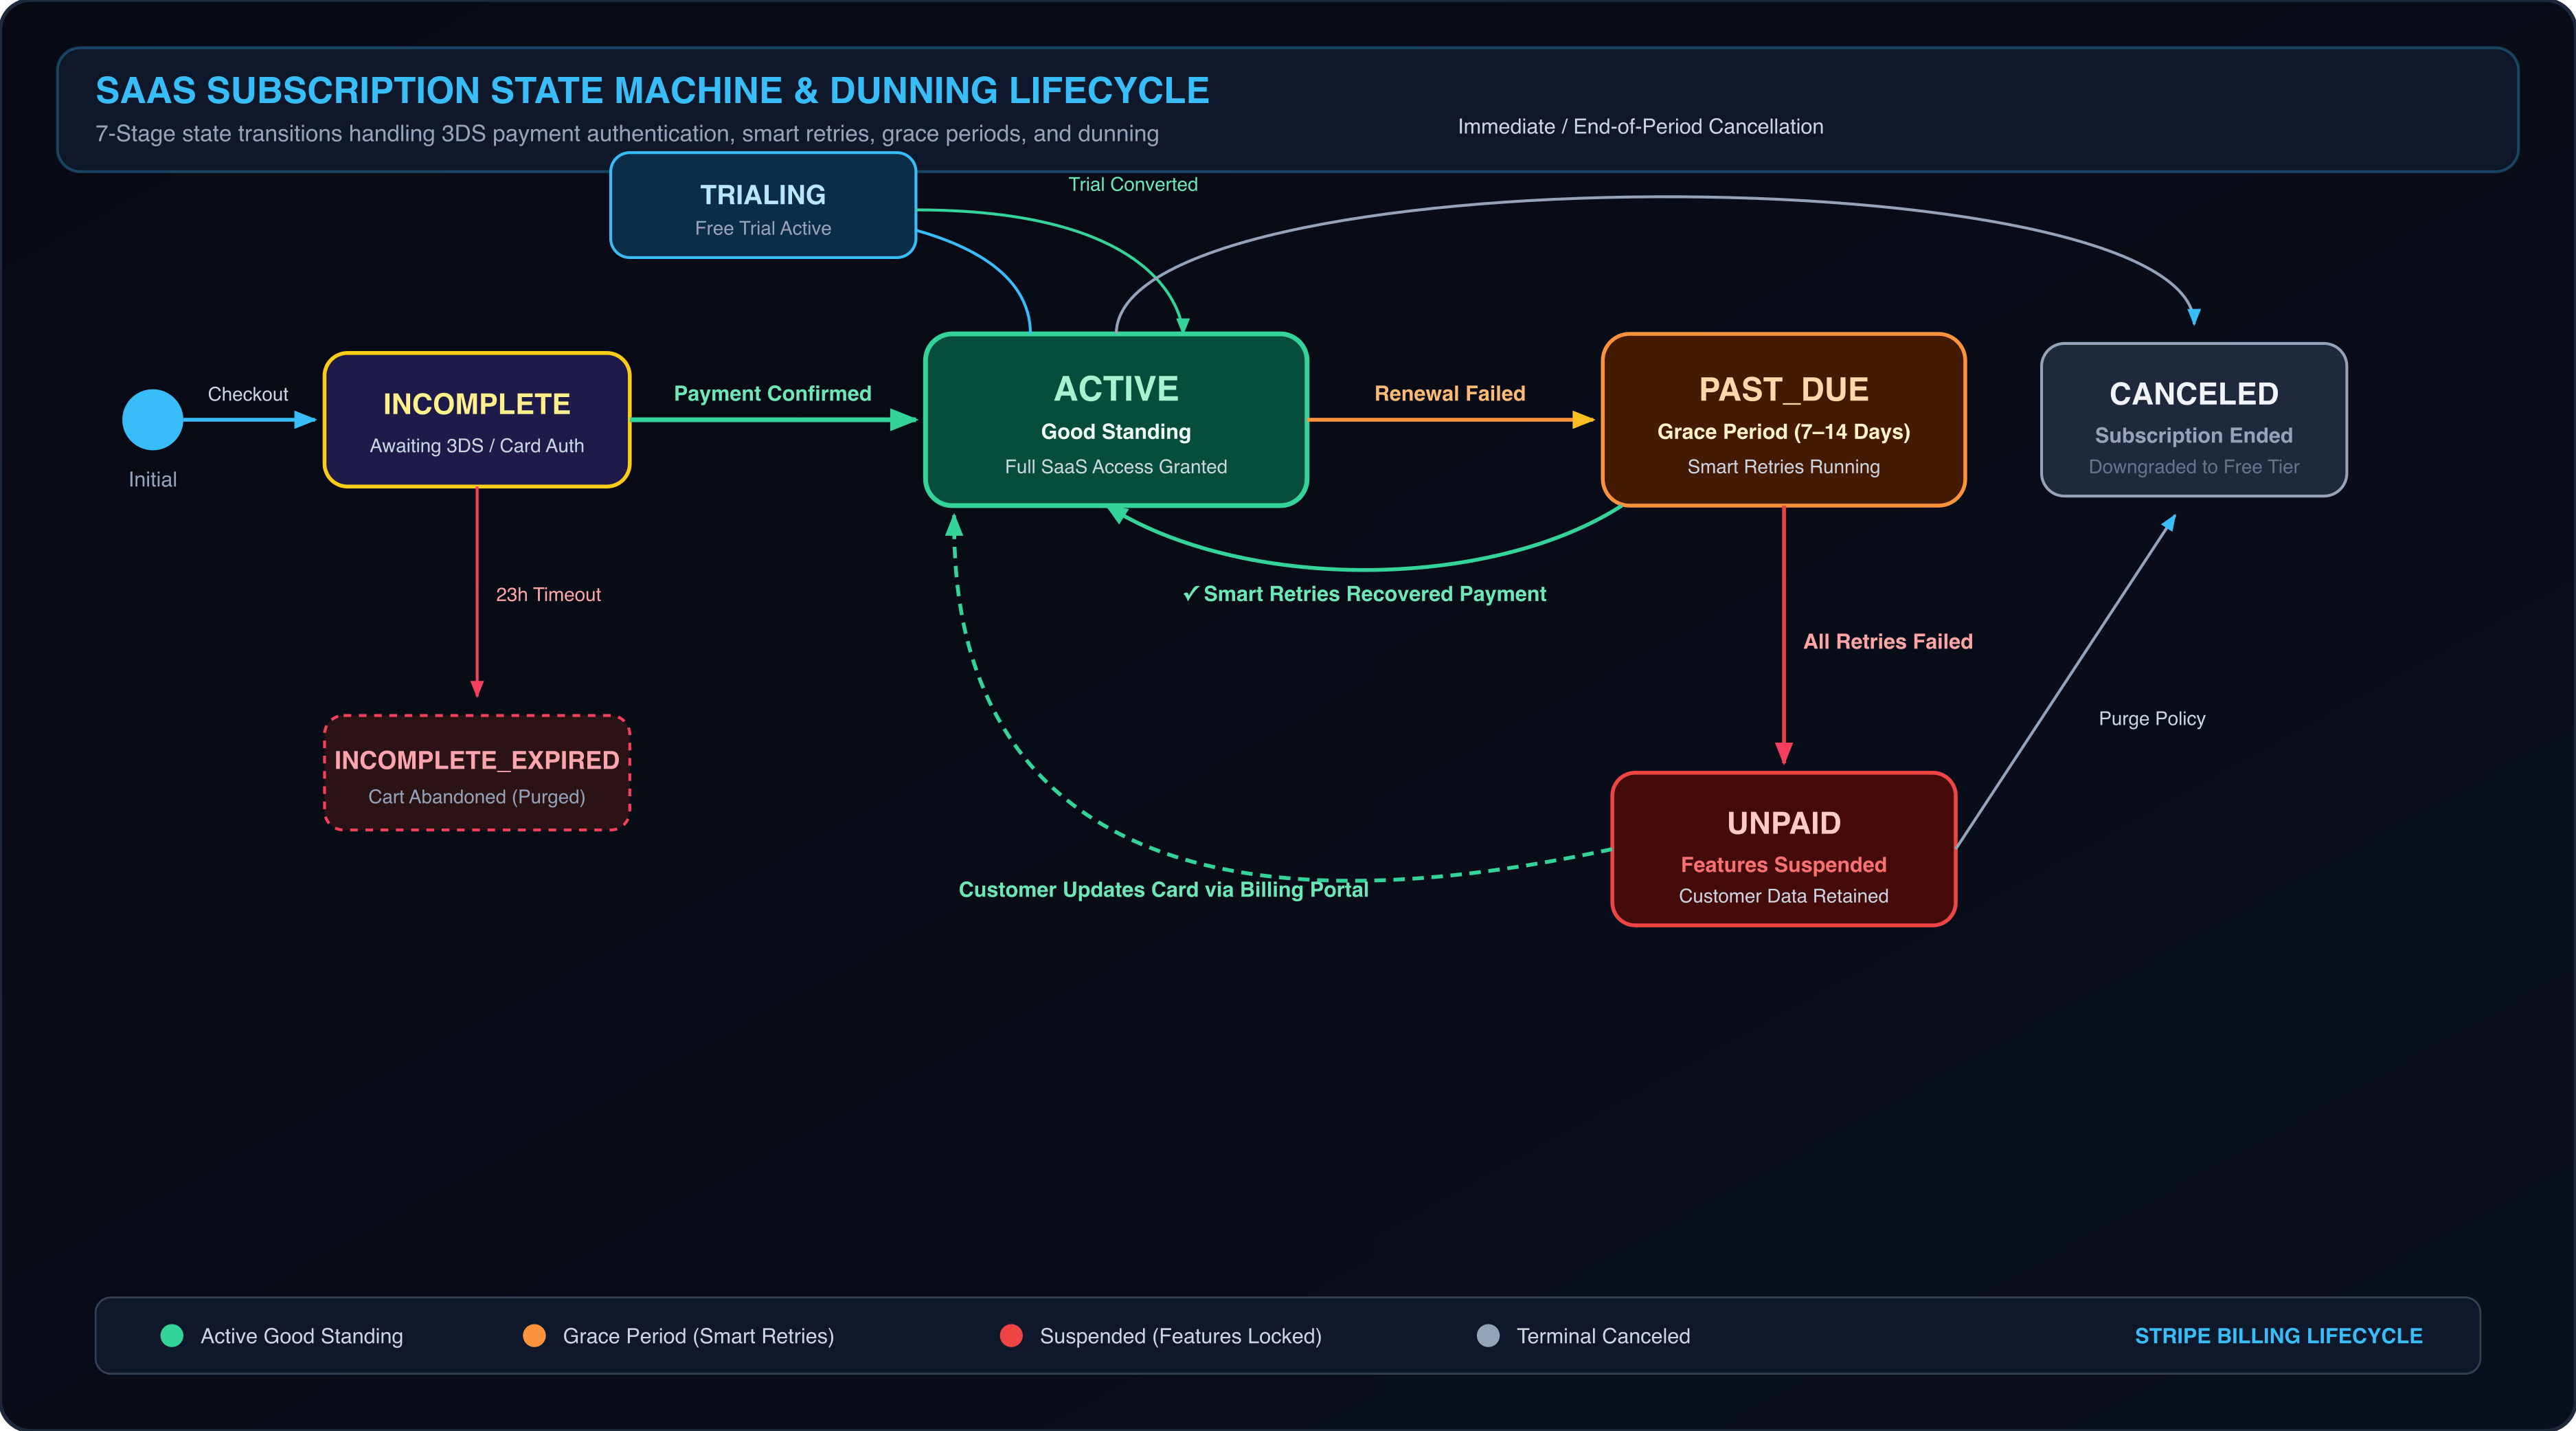 SAAS SUBSCRIPTION STATE MACHINE & DUNNING LIFECYCLE
7-Stage state transitions handling 3DS payment authentication, smart retries, grace periods, and dunning
Immediate / End-of-Period Cancellation
TRIALING
Free Trial Active
Trial Converted
Initial
Checkout
INCOMPLETE
Awaiting 3DS / Card Auth
Payment Confirmed
ACTIVE
Good Standing
Full SaaS Access Granted
Renewal Failed
PAST_DUE
Grace Period (7–14 Days)
Smart Retries Running
CANCELED
Subscription Ended
Downgraded to Free Tier
23h Timeout
✓ Smart Retries Recovered Payment
All Retries Failed
Purge Policy
INCOMPLETE_EXPIRED
Cart Abandoned (Purged)
UNPAID
Features Suspended
Customer Data Retained
Customer Updates Card via Billing Portal
Active Good Standing
Grace Period (Smart Retries)
Suspended (Features Locked)
Terminal Canceled
STRIPE BILLING LIFECYCLE